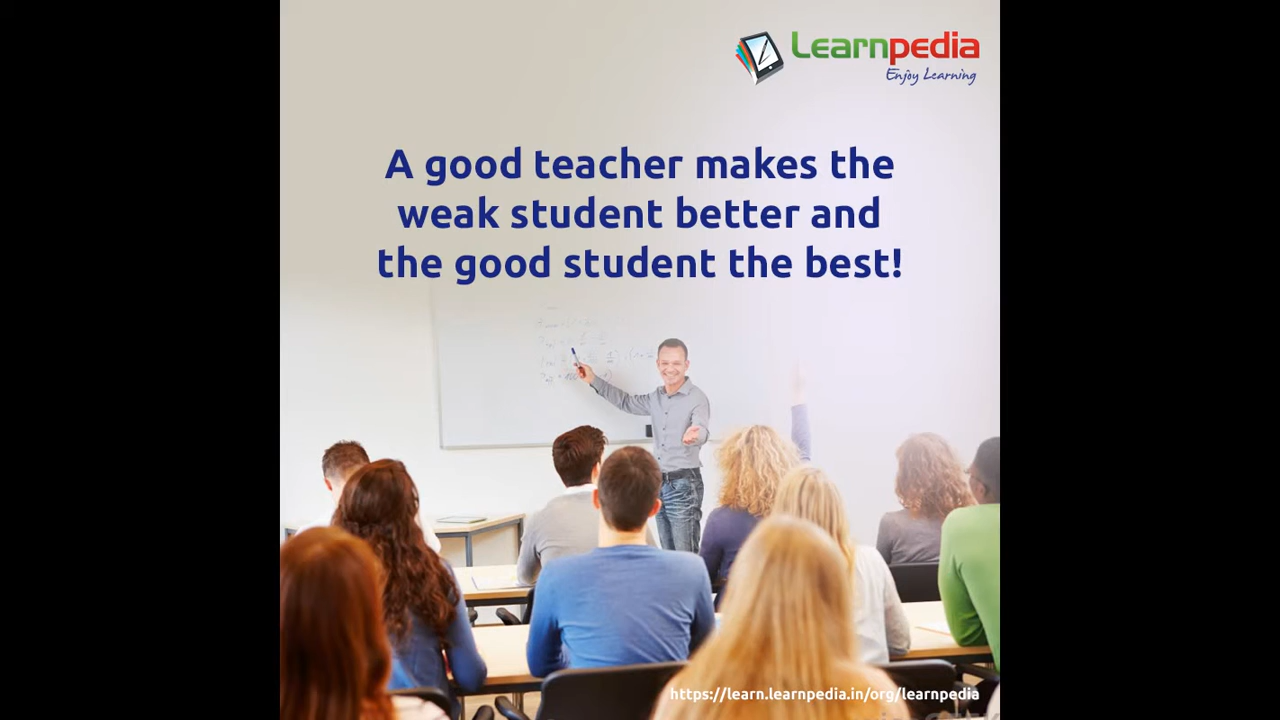 Learnpedia
Enjoy Learning
A good teacher makes the
weak student better and
the good student the best!
https://learn.learnpedia.in/org/learnpedia